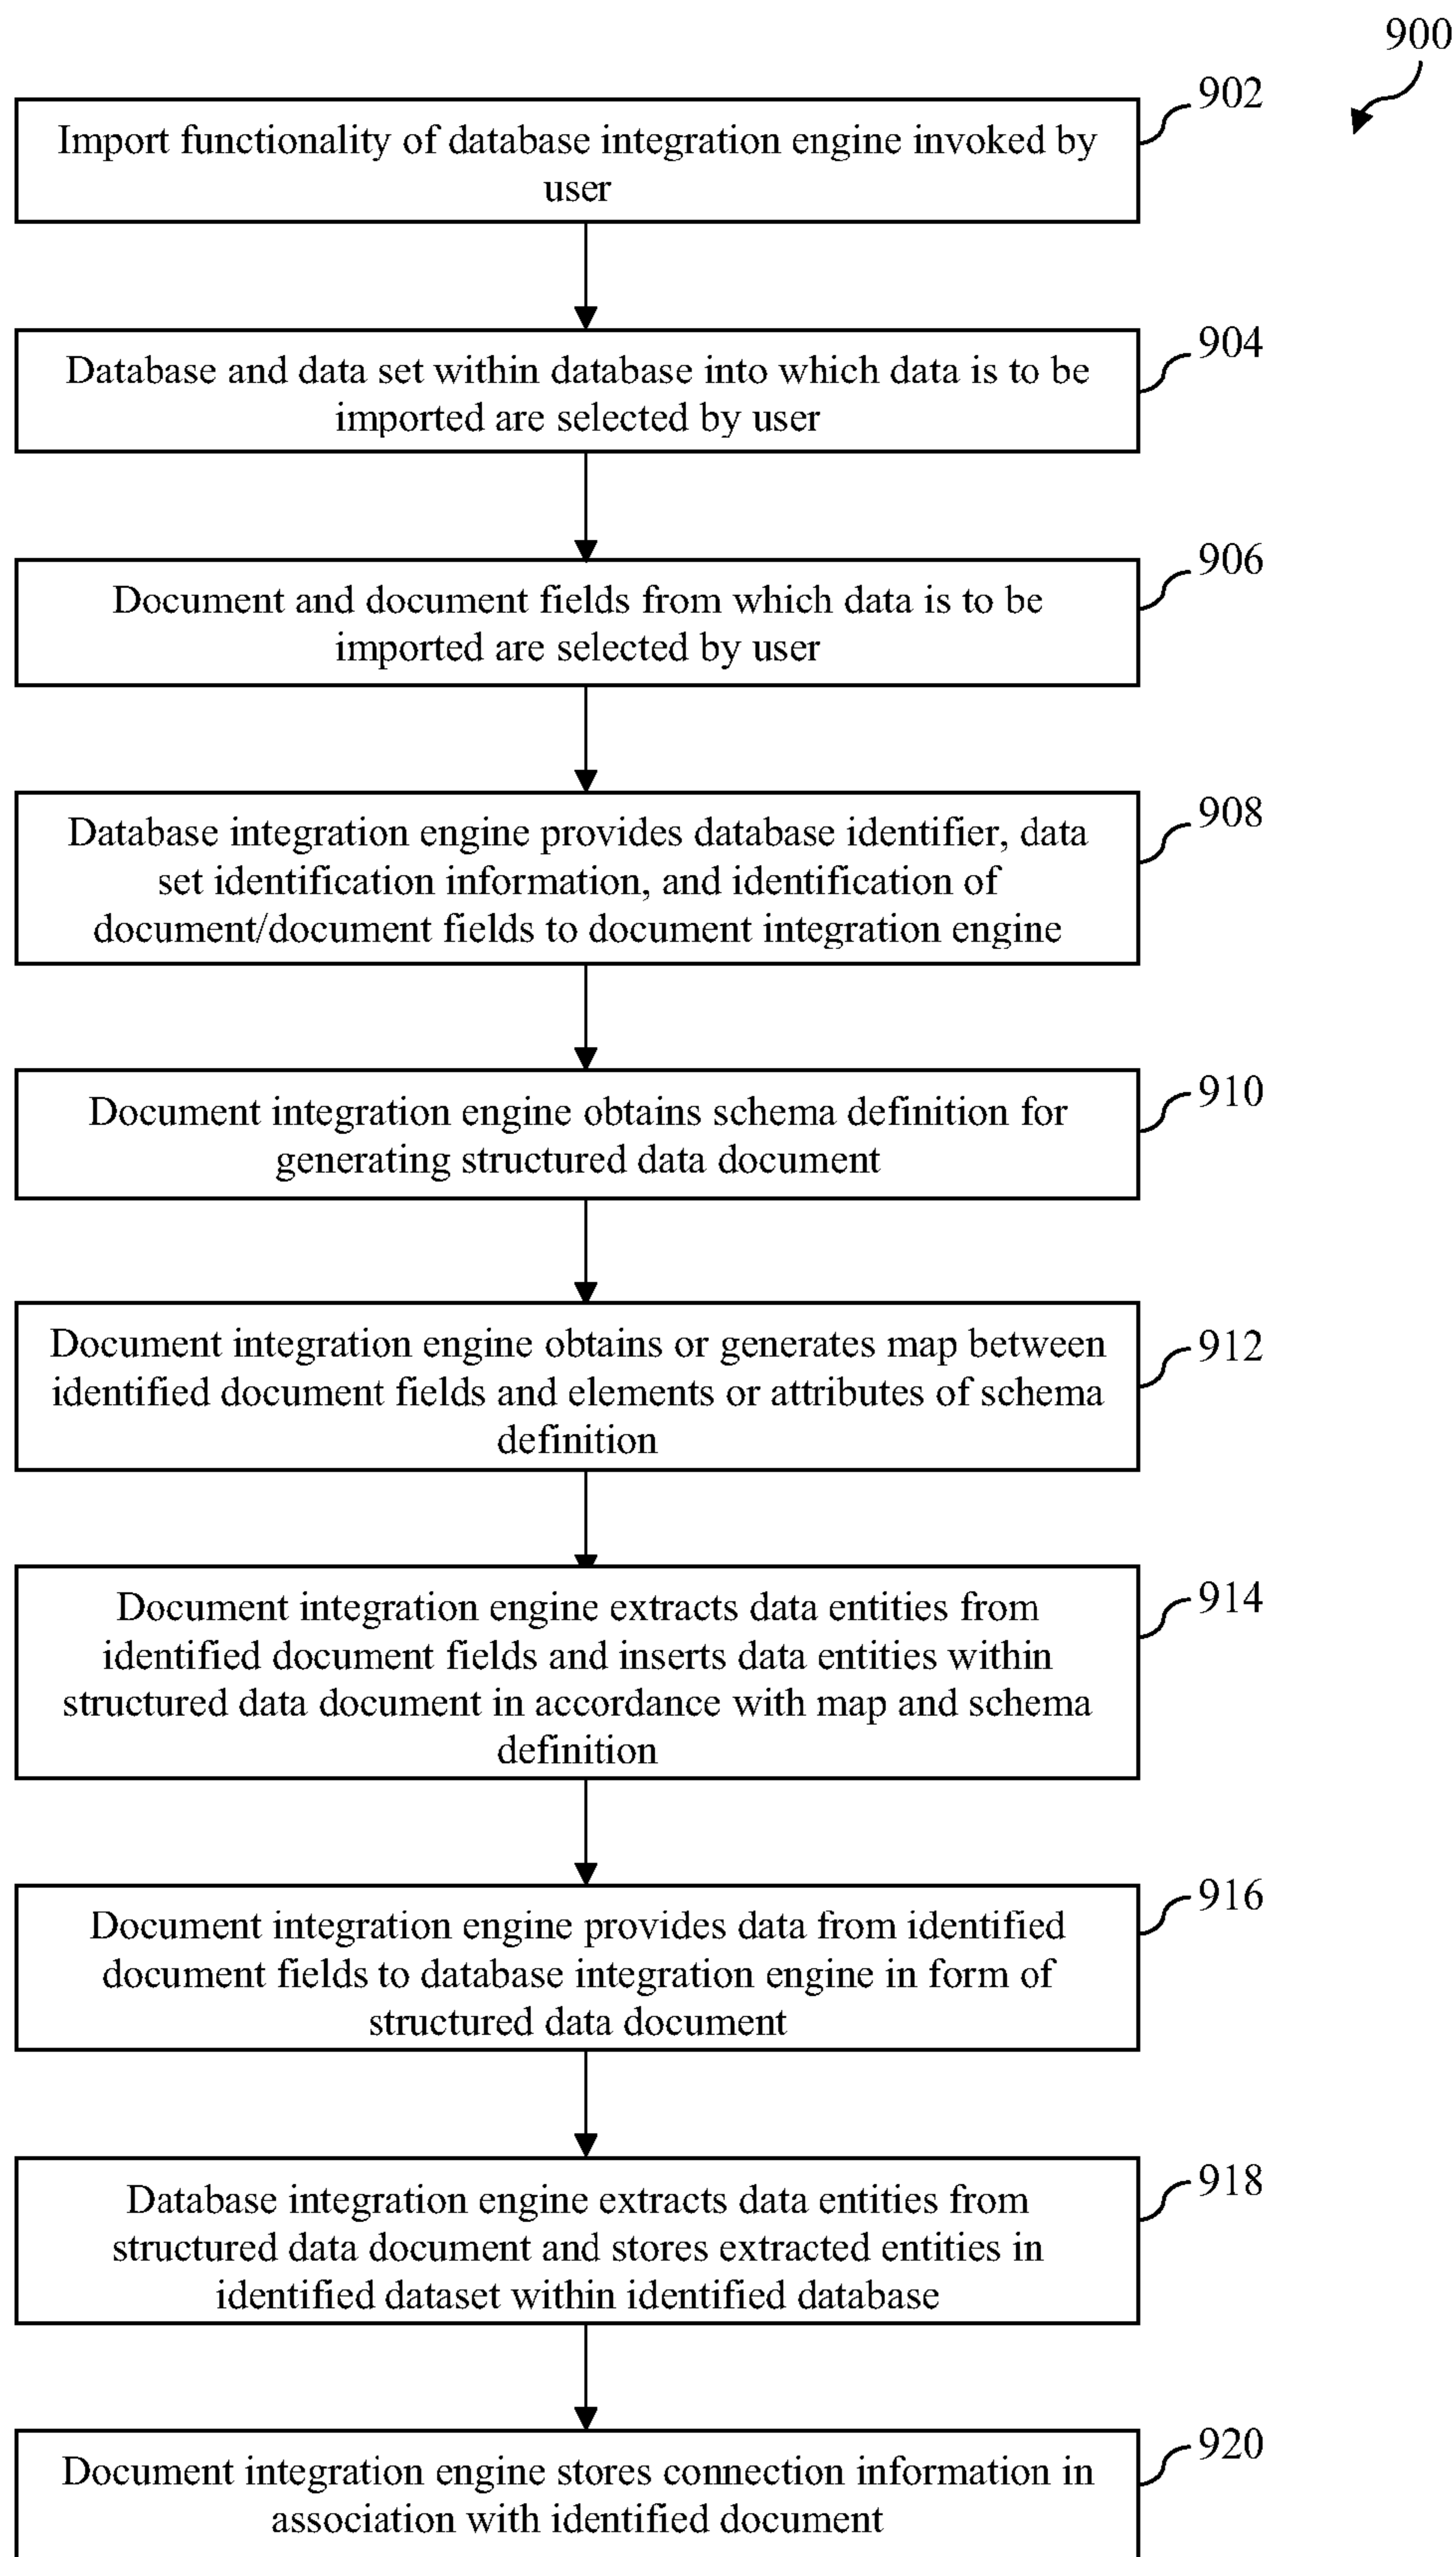 900
902
Import functionality of database integration engine invoked by
user
904
Database and data set within database into which data is to be
imported are selected by user
906
Document and document fields from which data is to be
imported are selected by user
908
Database integration engine provides database identifier, data
set identification information, and identification of
document/document fields to document integration engine
910
Document integration engine obtains schema definition for
generating structured data document
912
Document integration engine obtains or generates map between
identified document fields and elements or attributes of schema
definition
914
Document integration engine extracts data entities from
identified document fields and inserts data entities within
structured data document in accordance with map and schema
definition
916
Document integration engine provides data from identified
document fields to database integration engine in form of
structured data document
918
Database integration engine extracts data entities from
structured data document and stores extracted entities in
identified dataset within identified database
920
Document integration engine stores connection information in
association with identified document